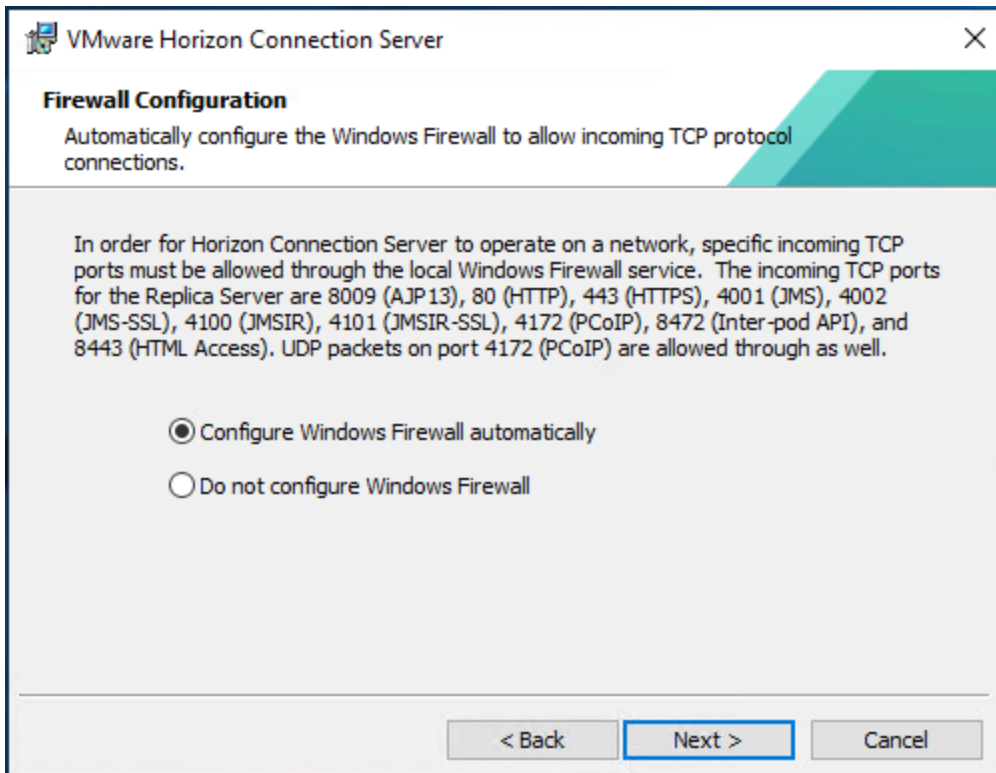 VMware Horizon Connection Server
Firewall Configuration
Automatically configure the Windows Firewall to allow incoming TCP protocol
connections.
In order for Horizon Connection Server to operate on a network, specific incoming TCP
ports must be allowed through the local Windows Firewall service.  The incoming TCP ports
for the Replica Server are 8009 (AJP13), 80 (HTTP), 443 (HTTPS), 4001 (JMS), 4002
(JMS-SSL), 4100 (JMSIR), 4101 (JMSIR-SSL), 4172 (PCoIP), 8472 (Inter-pod API), and
8443 (HTML Access). UDP packets on port 4172 (PCoIP) are allowed through as well.
Configure Windows Firewall automatically
Do not configure Windows Firewall
< Back
Next >
Cancel